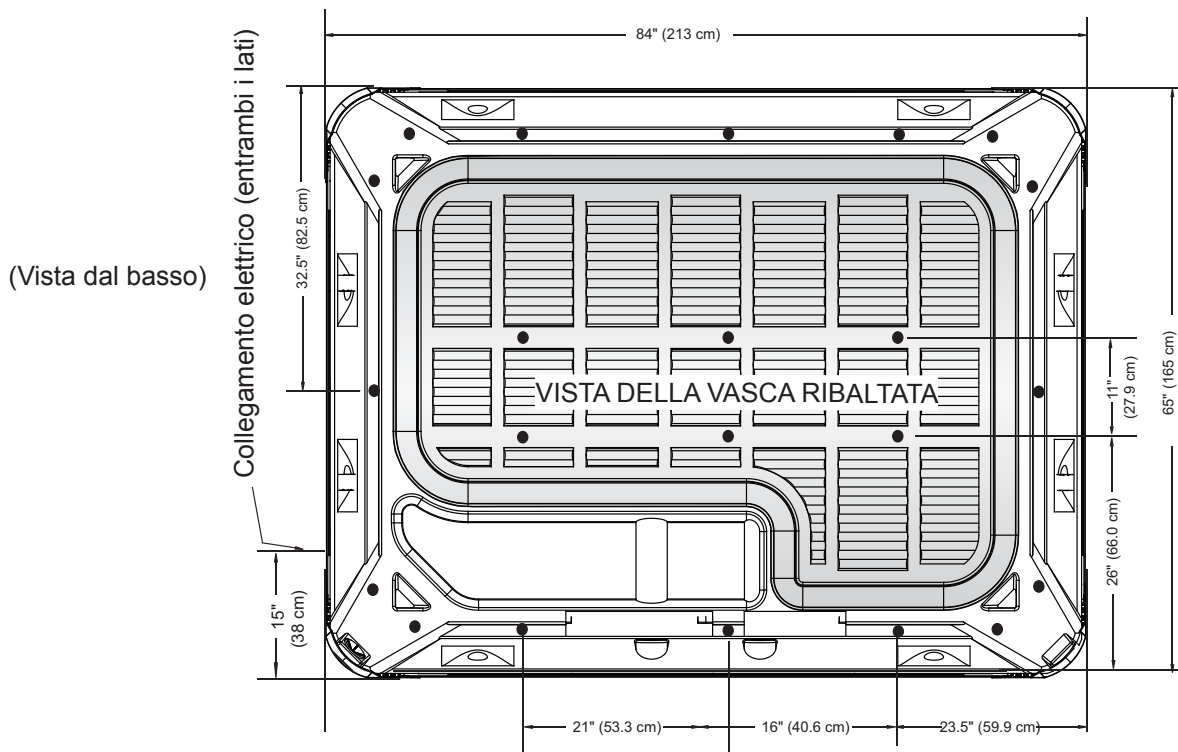 84" (213 cm)
Collegamento elettrico (entrambi i lati)
32.5" (82.5 cm)
(Vista dal basso)
VISTA DELLA VASCA RIBALTATA
11"
(27.9 cm)
65" (165 cm)
26" (66.0 cm)
15"
(38 cm)
21" (53.3 cm)
16" (40.6 cm)
23.5" (59.9 cm)